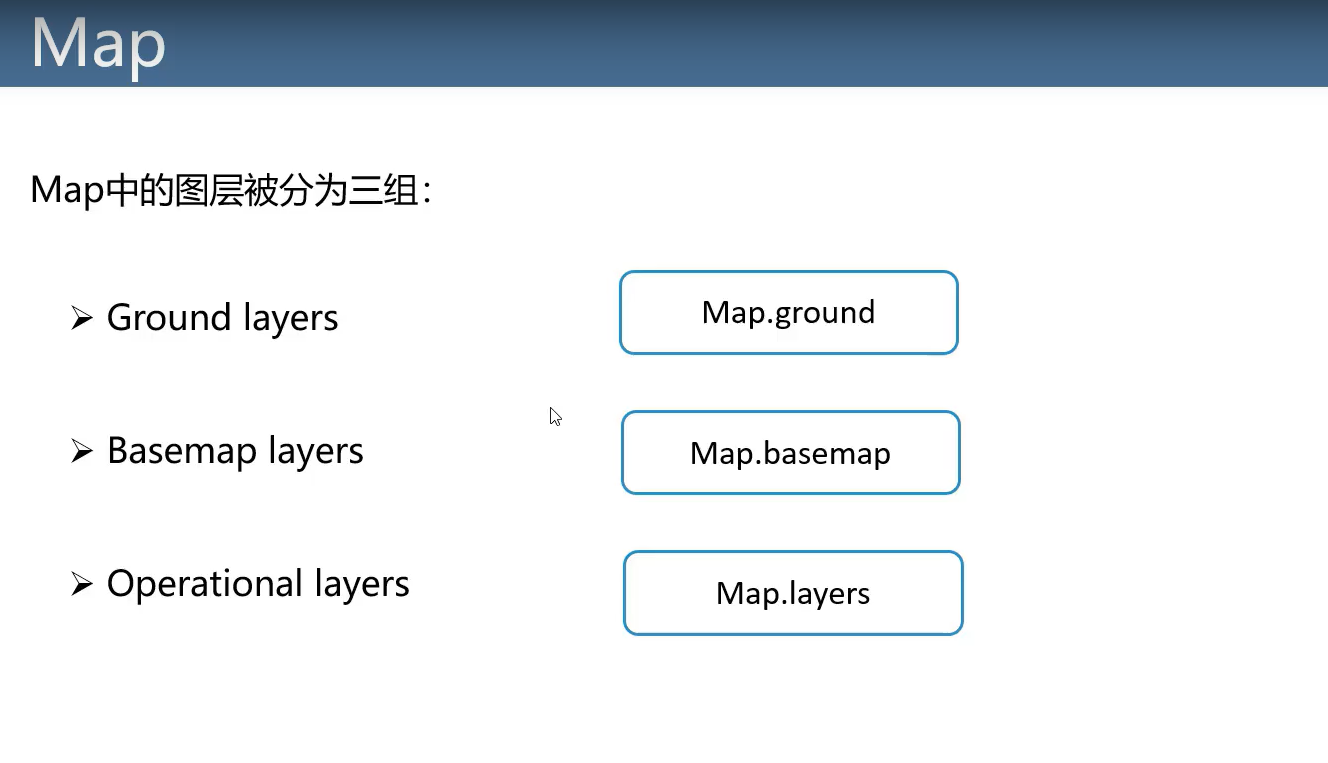 Map
Map中的图层被分为三组：
➢ Ground layers
Map.ground
➢ Basemap layers
Map.basemap
➢ Operational layers
Map.layers